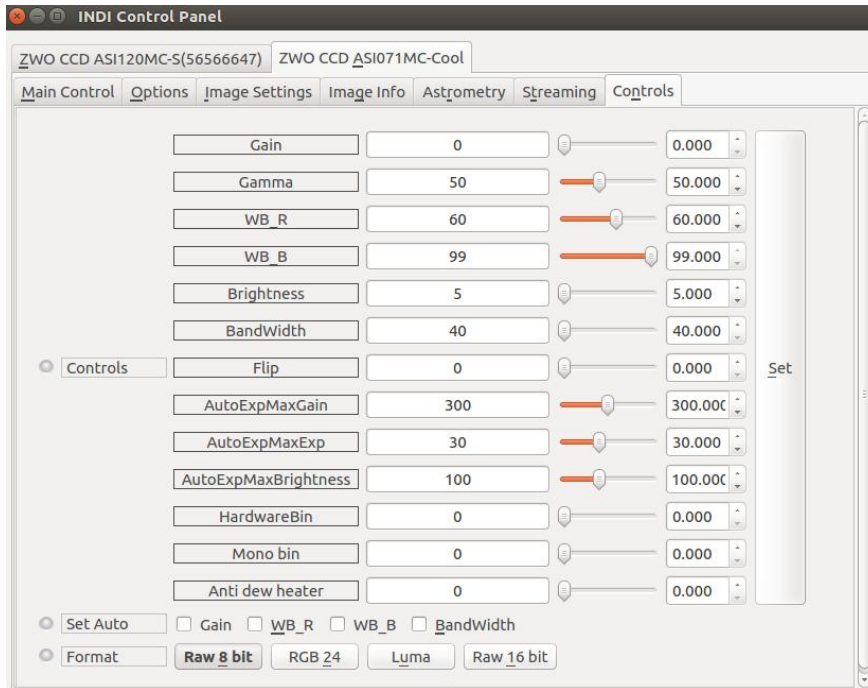 INDI Control Panel
ZWO CCD ASI120MC-S(56566647) ZWO CCD ASI071MC-Cool
Main Control Options Image Settings Image Info Astrometry Streaming Controls
Gain 0 0.000
Gamma 50 50.000
WB_R 60 60.000
WB_B 99 99.000
Brightness 5 5.000
BandWidth 40 40.000
Controls Flip 0 0.000 Set
AutoExpMaxGain 300 300.000
AutoExpMaxExp 30 30.000
AutoExpMaxBrightness 100 100.000
HardwareBin 0 0.000
Mono bin 0 0.000
Anti dew heater 0 0.000
Set Auto Gain WB_R WB_B BandWidth
Format Raw 8 bit RGB 24 Luma Raw 16 bit